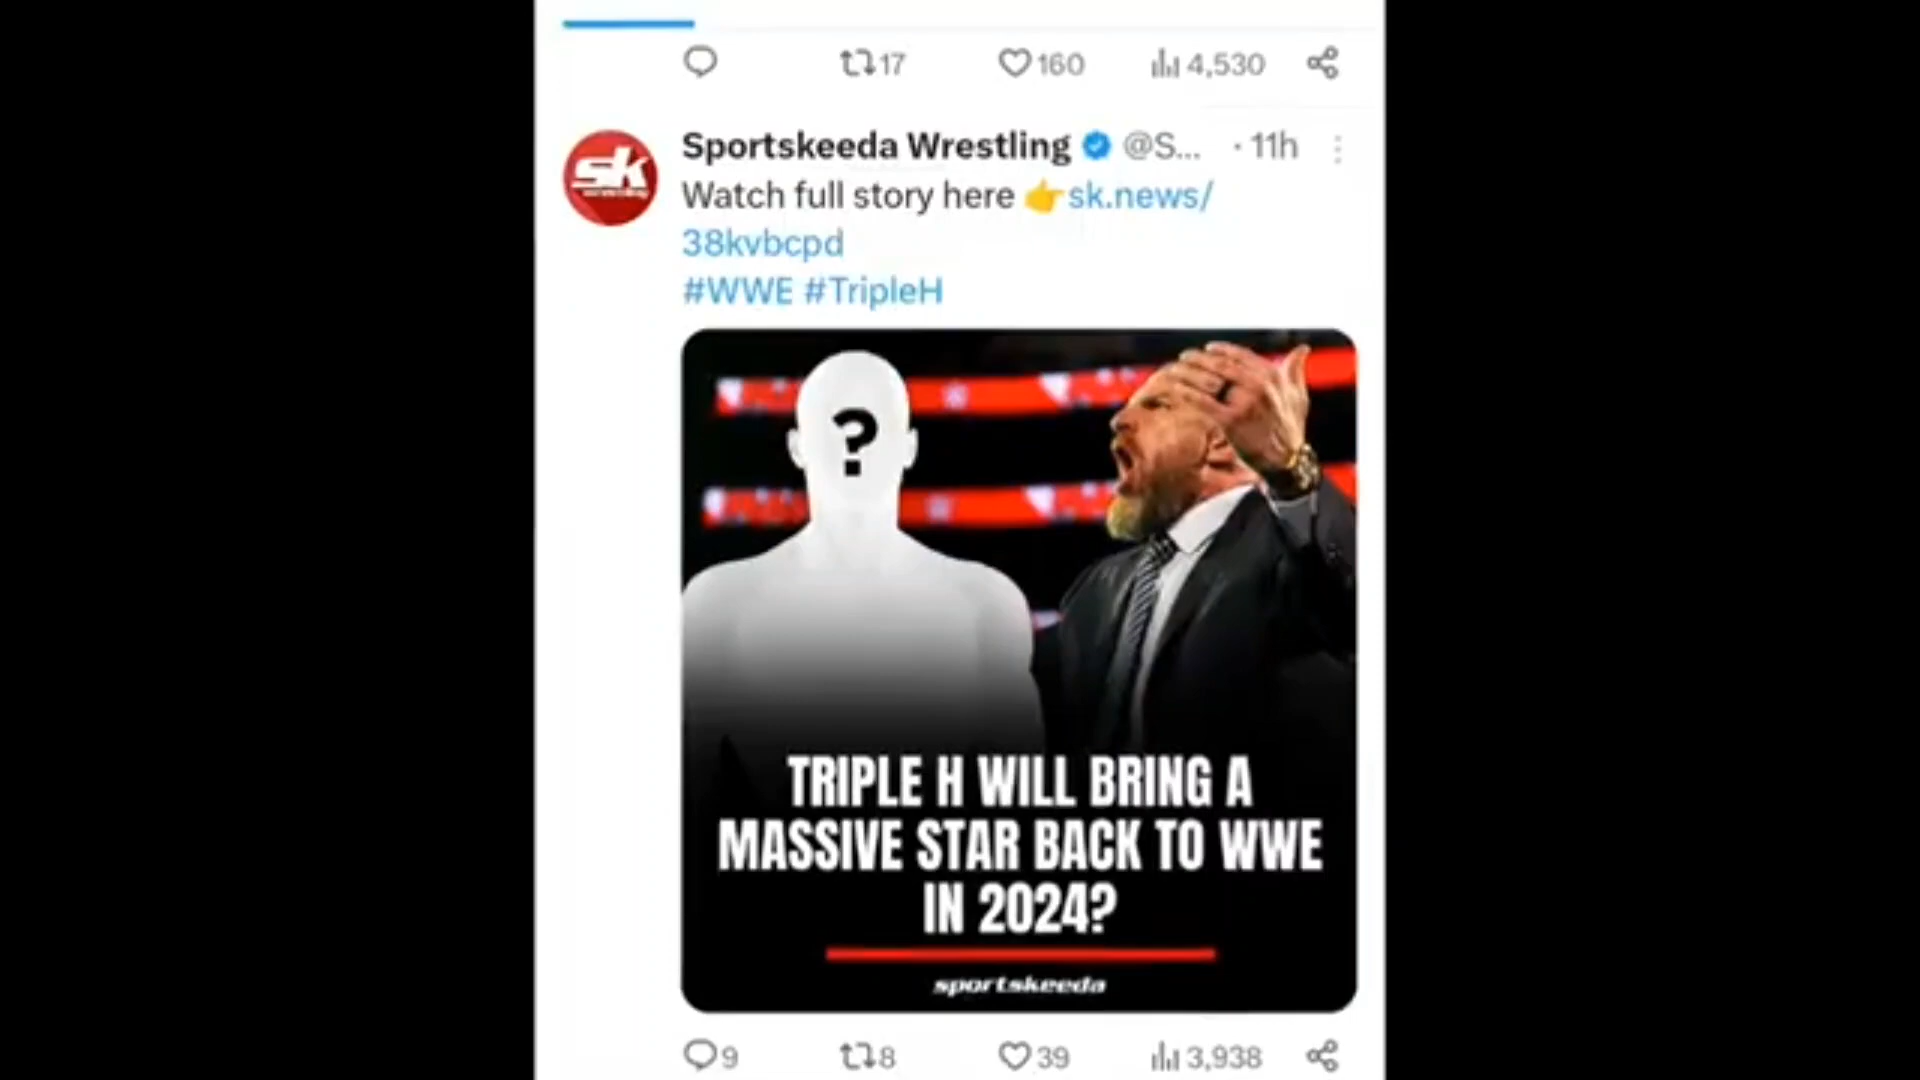 17 160 4,530
Sportskeeda Wrestling @S... · 11h
sk
Watch full story here 👉sk.news/
38kvbcpd
#WWE #TripleH
?
TRIPLE H WILL BRING A
MASSIVE STAR BACK TO WWE
IN 2024?
sportskeeda
9 8 39 3,938